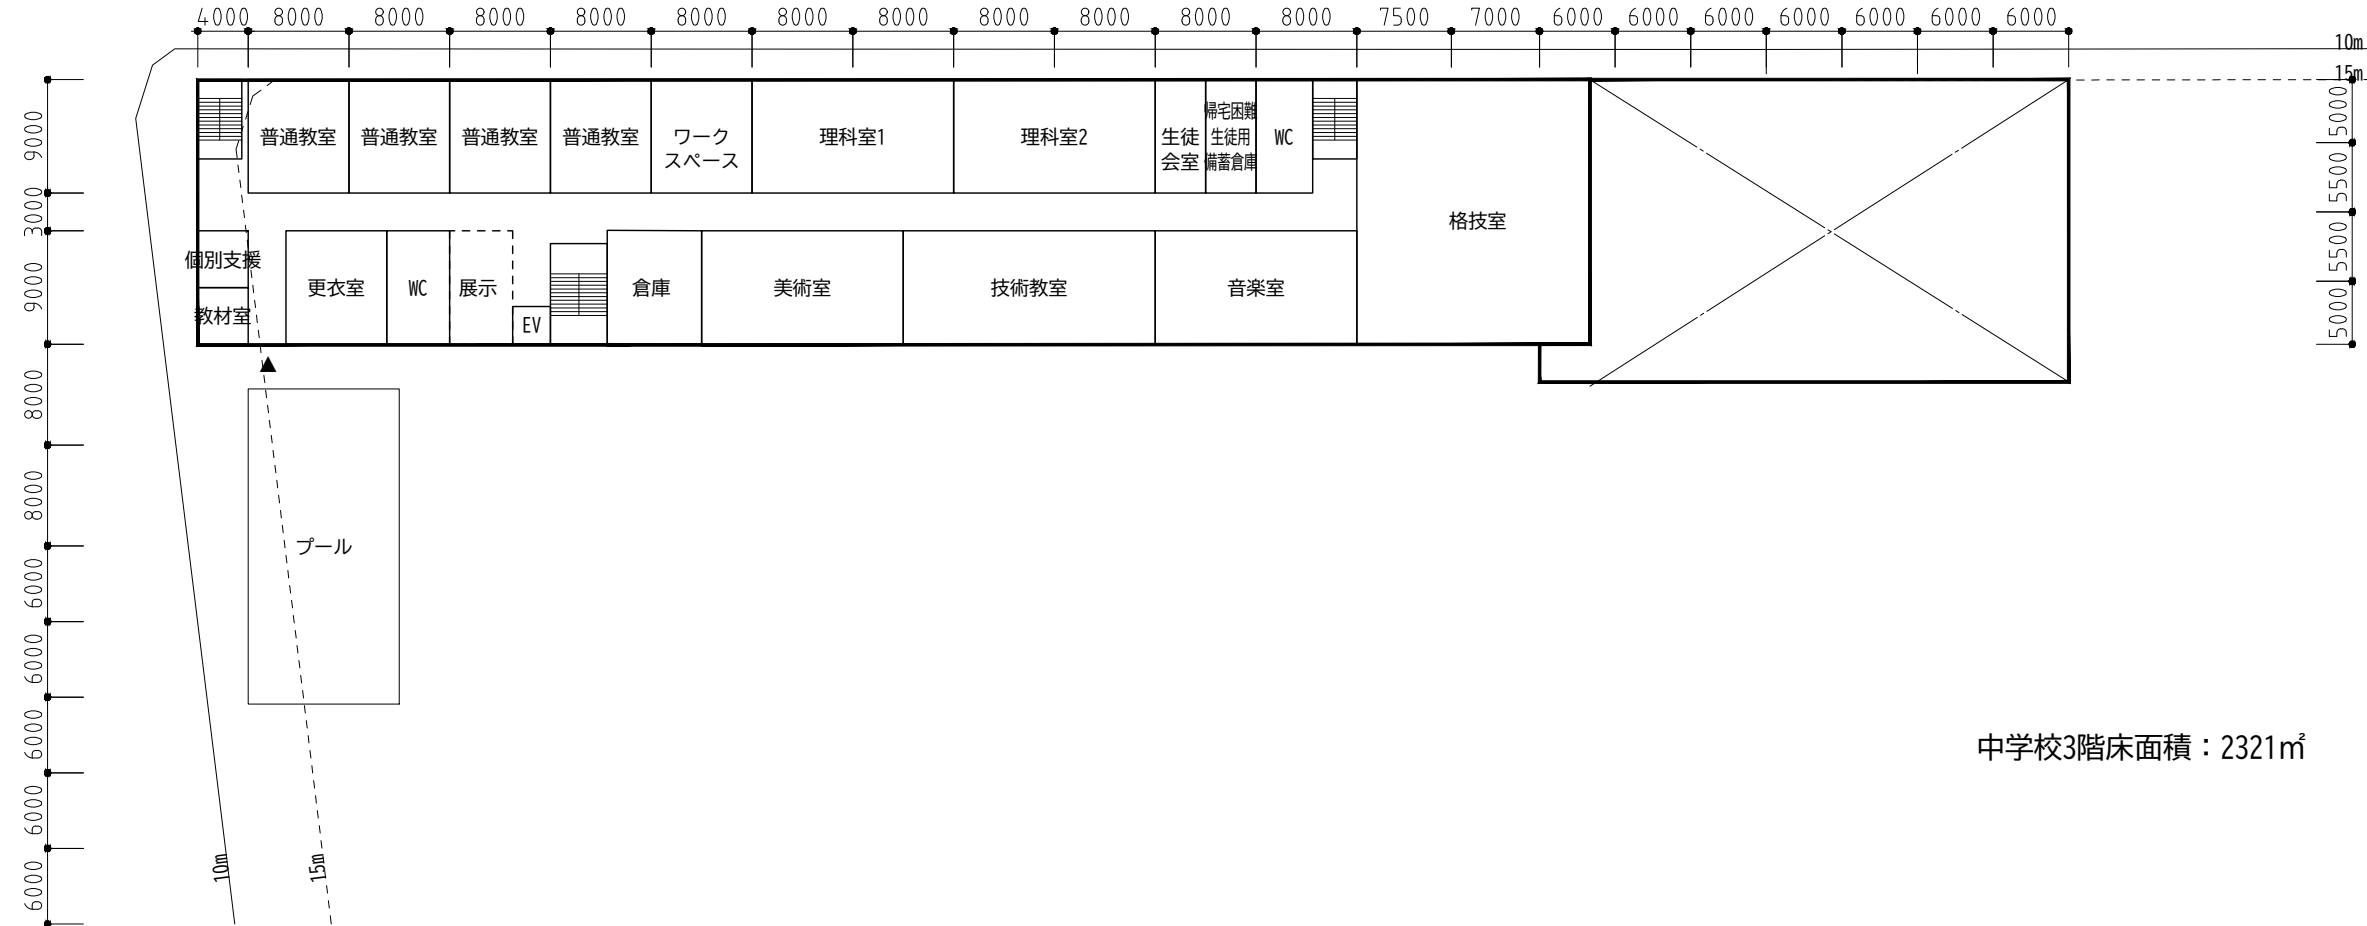 4000 8000 8000 8000 8000 8000 8000 8000 8000 8000 8000 8000 7500 7000 6000 6000 6000 6000 6000 6000 6000
10m
15m
9000
3000
9000
8000
8000
6000
6000
6000
6000
6000
5000
5500
5500
5000
普通教室 普通教室 普通教室 普通教室
ワーク
スペース
理科室1 理科室2
生徒
会室
帰宅困難
生徒用
備蓄倉庫
WC
格技室
個別支援
教材室
更衣室 WC 展示
EV
倉庫 美術室 技術教室 音楽室
▲
プール
中学校3階床面積：2321㎡
10m
15m